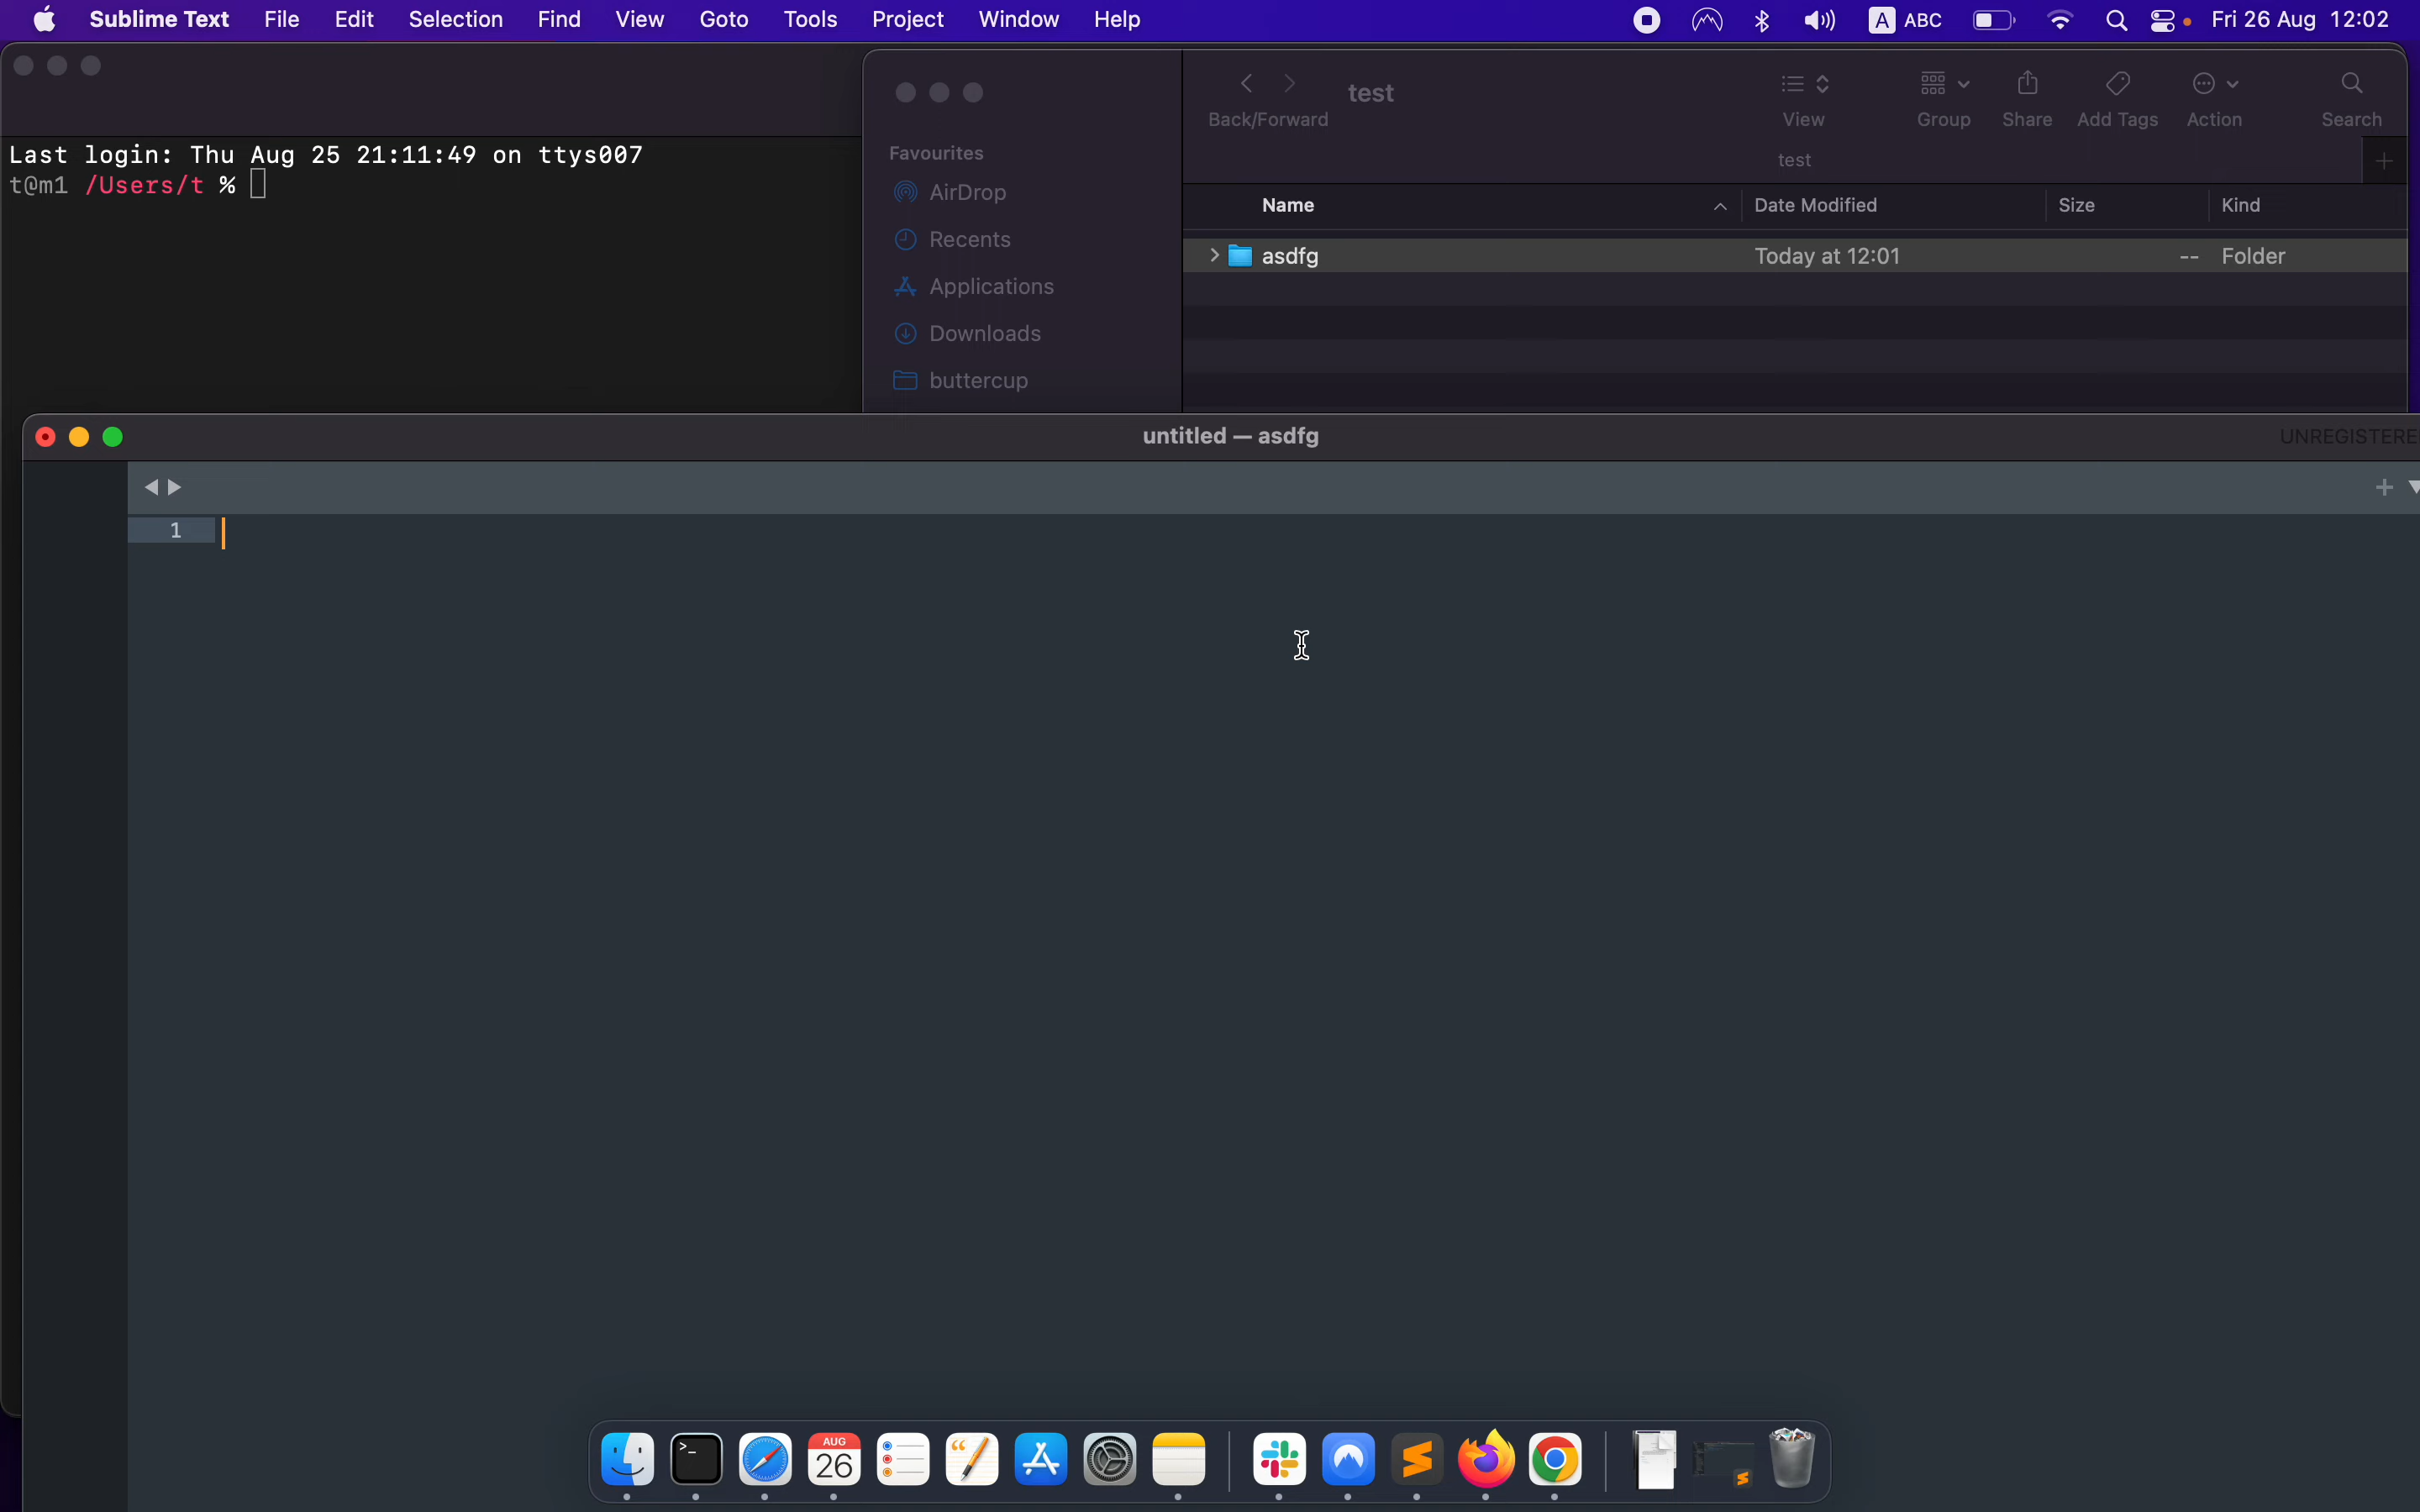 Sublime Text File Edit Selection Find View Goto Tools Project Window Help A ABC Fri 26 Aug 12:02
Last login: Thu Aug 25 21:11:49 on ttys007
t@m1 /Users/t %
Back/Forward
test
View
Group
Share
Add Tags
Action
Search
test
Favourites
AirDrop
Recents
Applications
Downloads
buttercup
Name Date Modified Size Kind
asdfg Today at 12:01 -- Folder
untitled — asdfg
UNREGISTERE
1
AUG
26